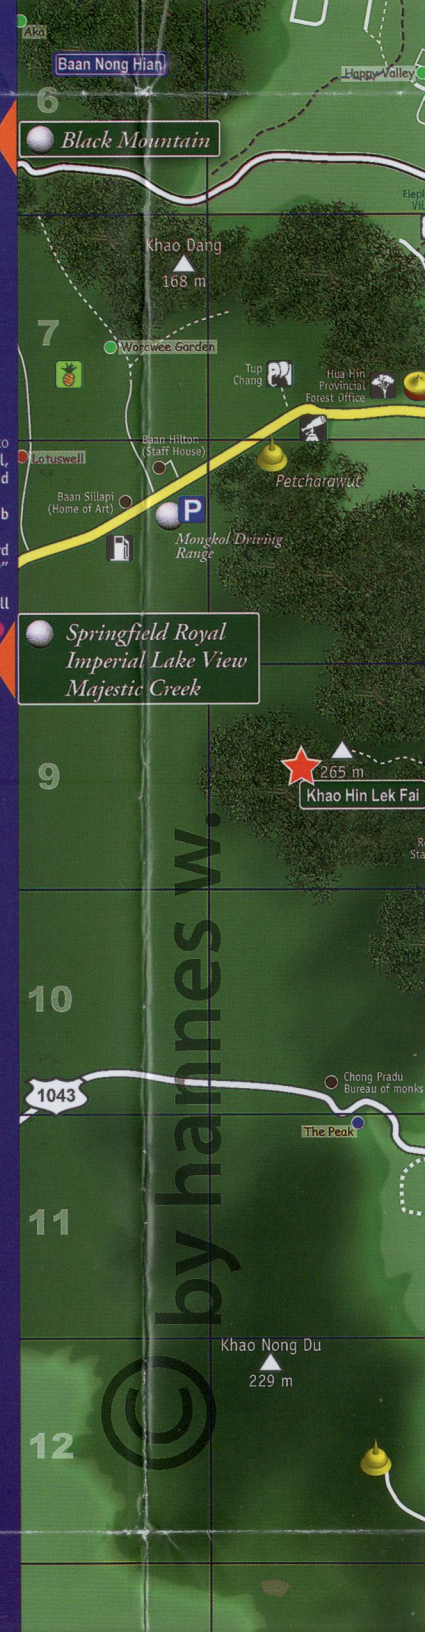 Aka
Baan Nong Hian
Happy Valley
6
Black Mountain
Khao Dang
168 m
7
Worawee Garden
Tup
Chang
Hua Hin
Provincial
Forest Office
Lotuswell
Baan Hilton
(Staff House)
Petcharawut
Baan Sillapi
(Home of Art)
P
Mongkol Driving
Range
Springfield Royal
Imperial Lake View
Majestic Creek
9
265 m
Khao Hin Lek Fai
10
Chong Pradu
Bureau of monks
1043
The Peak
11
Khao Nong Du
229 m
12
© by hannes w.